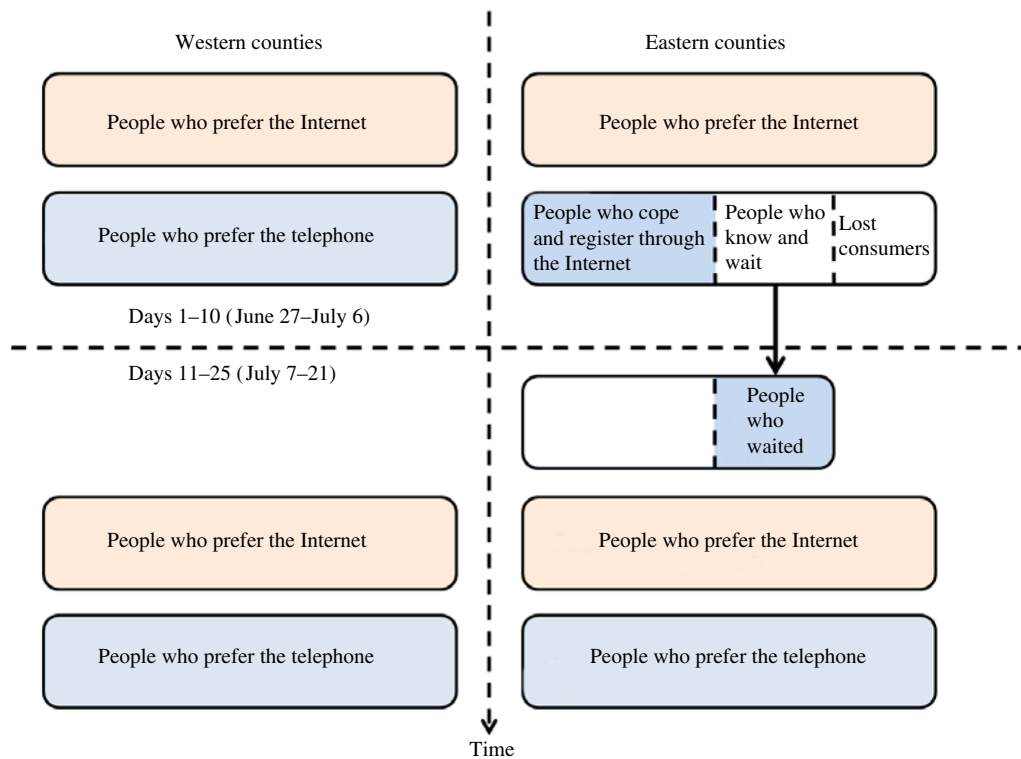 Western counties
Eastern counties
People who prefer the Internet
People who prefer the Internet
People who prefer the telephone
People who cope
and register through
the Internet
People who
know and
wait
Lost
consumers
Days 1–10 (June 27–July 6)
Days 11–25 (July 7–21)
People
who
waited
People who prefer the Internet
People who prefer the Internet
People who prefer the telephone
People who prefer the telephone
Time